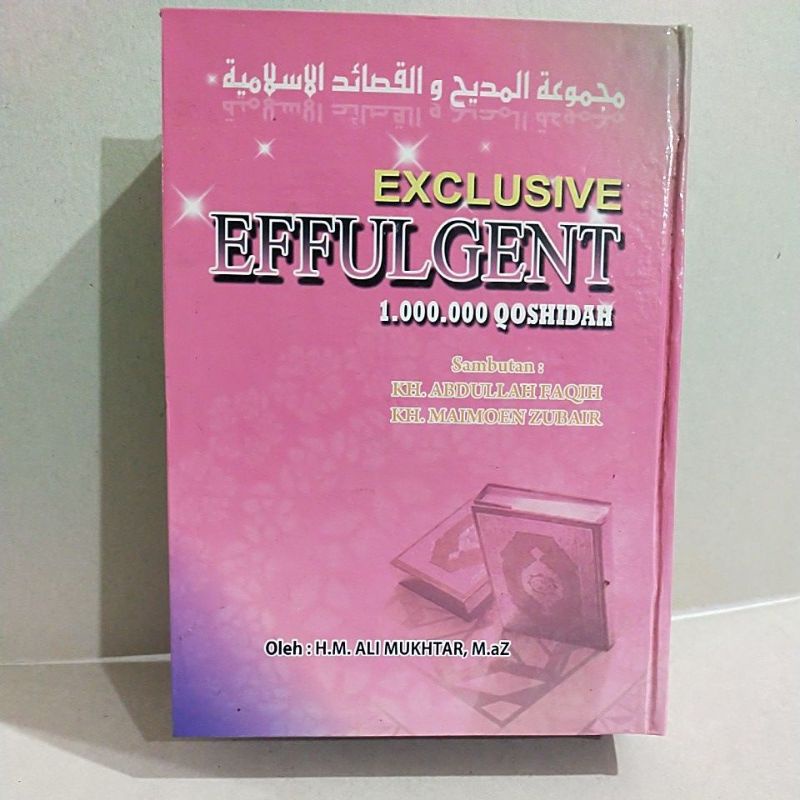 مجموعة المديح و القصائد الاسلامية
EXCLUSIVE
EFFULGENT
1.000.000 QOSHIDAH
Sambutan :
KH. ABDULLAH FAQIH
KH. MAIMOEN ZUBAIR
Oleh : H.M. ALI MUKHTAR, M.aZ